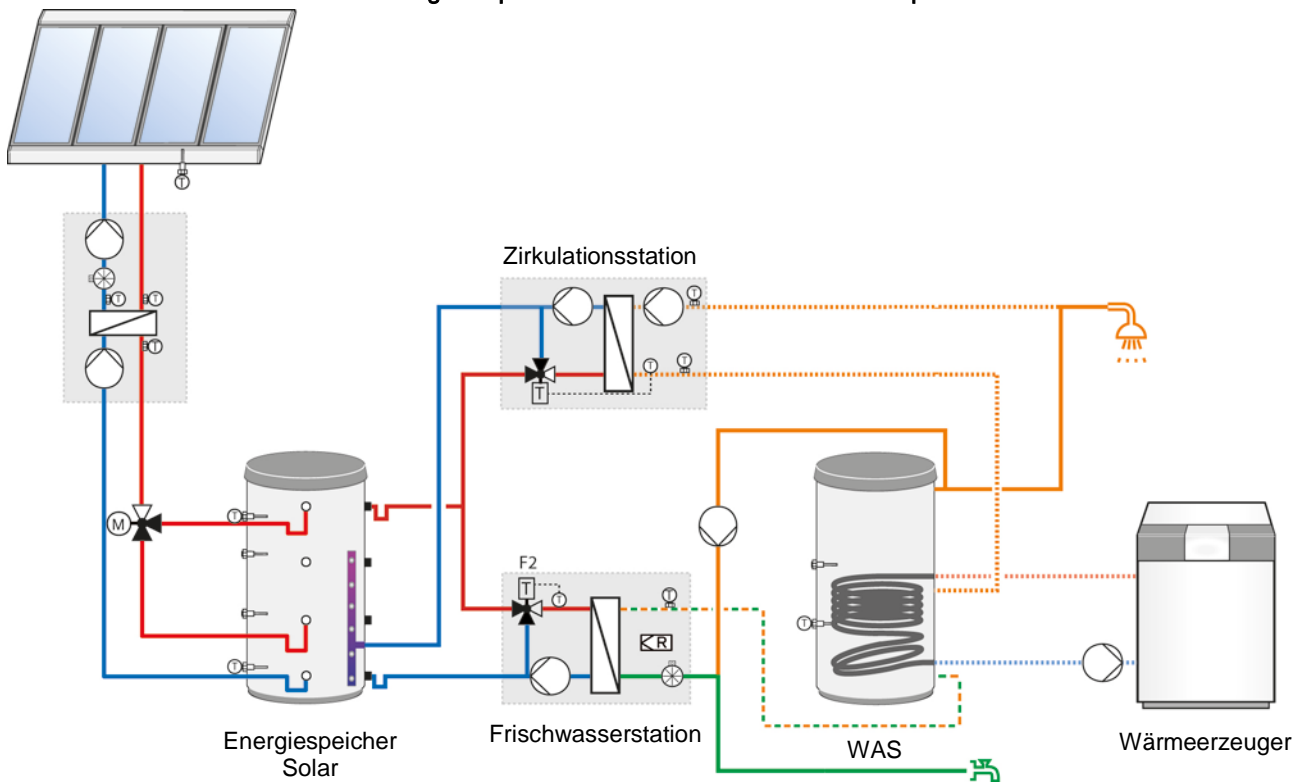 T
T
T
T
Zirkulationsstation
T
T
T
T
M
T
T
F2
T
T
T
R
T
Energiespeicher
Solar
Frischwasserstation
WAS
Wärmeerzeuger